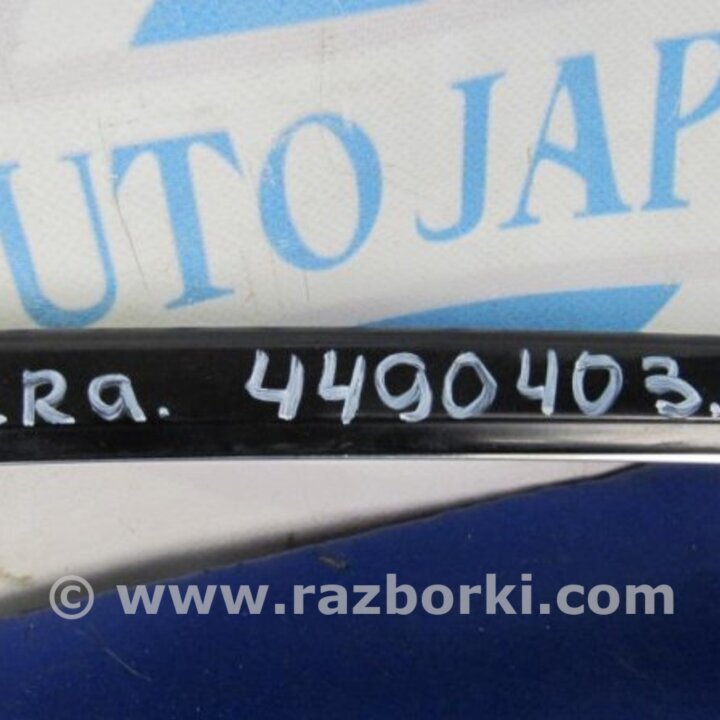 UTO JAP
.Ra. 4490403.
© www.razborki.com